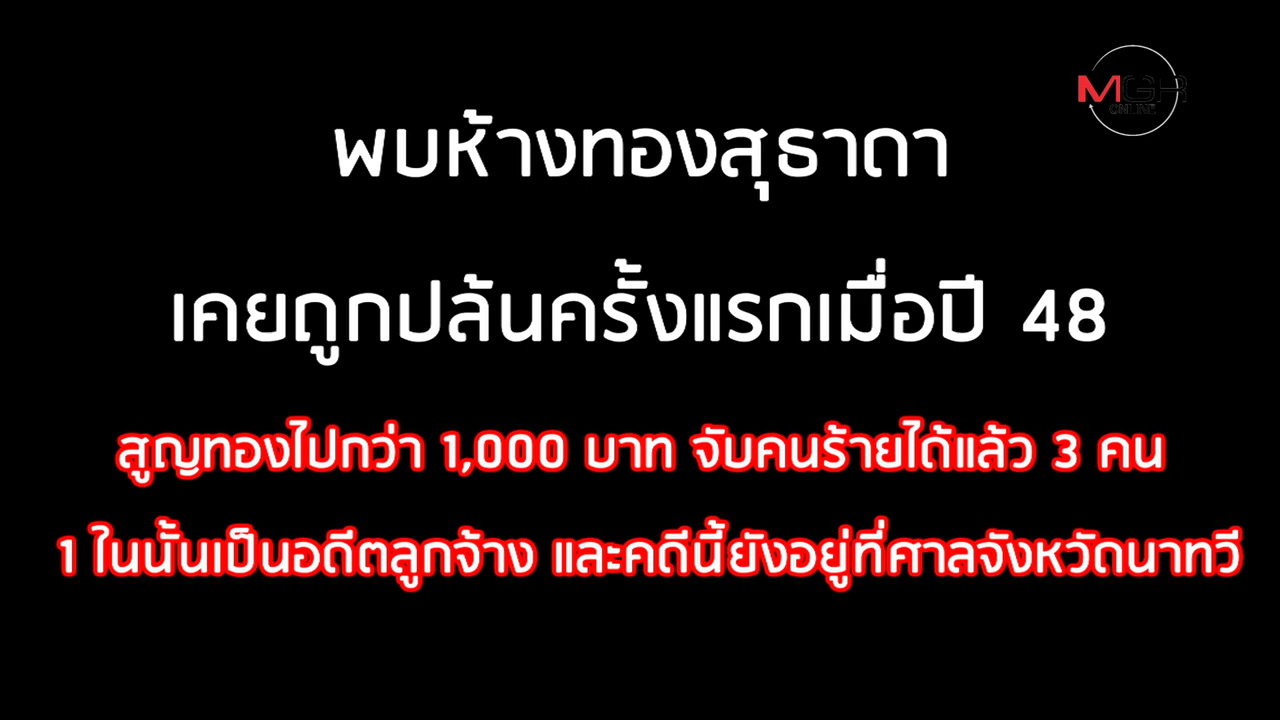 MGR
ONLINE
พบห้างทองสุธาดา
เคยถูกปล้นครั้งแรกเมื่อปี 48
สูญทองไปกว่า 1,000 บาท จับคนร้ายได้แล้ว 3 คน
1 ในนั้นเป็นอดีตลูกจ้าง และคดีนี้ยังอยู่ที่ศาลจังหวัดนาทวี